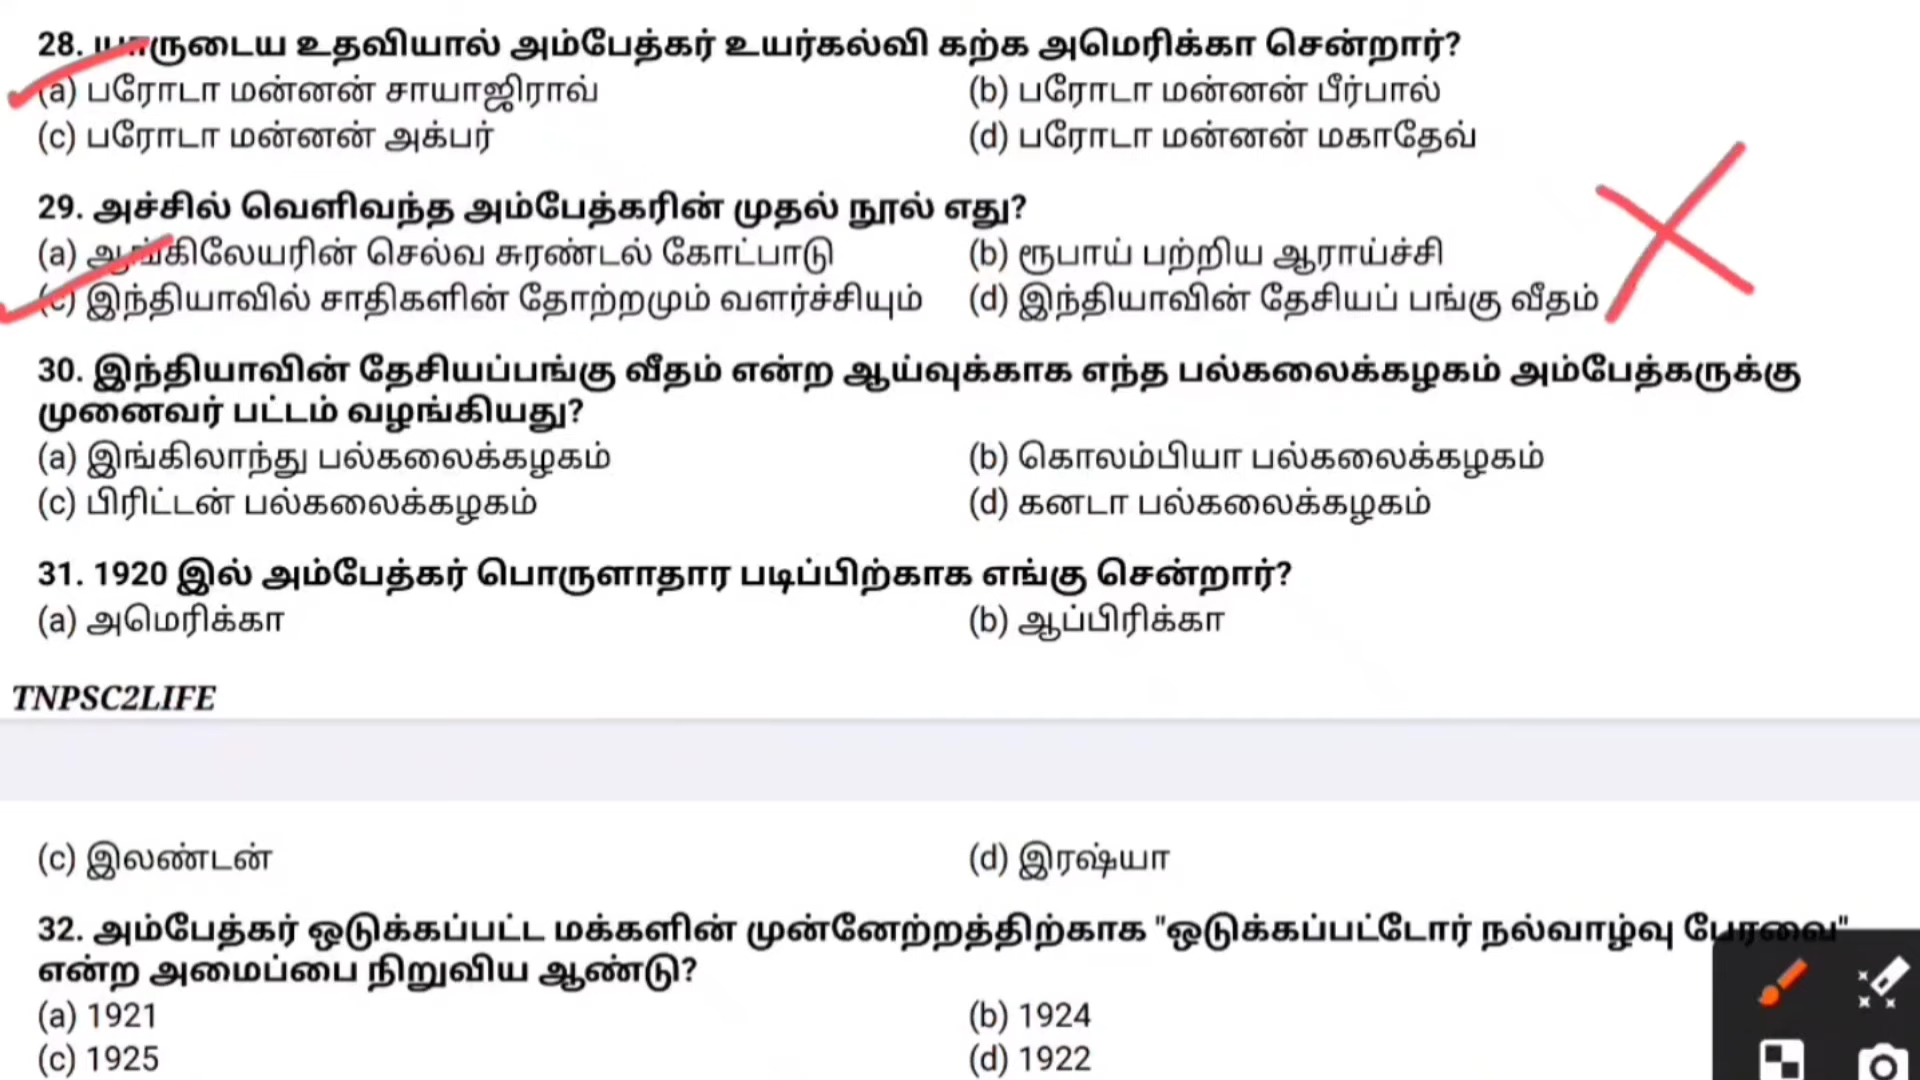 28. யாருடைய உதவியால் அம்பேத்கர் உயர்கல்வி கற்க அமெரிக்கா சென்றார்?
(a) பரோடா மன்னன் சாயாஜிராவ் (b) பரோடா மன்னன் பீர்பால்
(c) பரோடா மன்னன் அக்பர் (d) பரோடா மன்னன் மகாதேவ்
29. அச்சில் வெளிவந்த அம்பேத்கரின் முதல் நூல் எது?
(a) ஆங்கிலேயரின் செல்வ சுரண்டல் கோட்பாடு (b) ரூபாய் பற்றிய ஆராய்ச்சி
(c) இந்தியாவில் சாதிகளின் தோற்றமும் வளர்ச்சியும் (d) இந்தியாவின் தேசியப் பங்கு வீதம்
30. இந்தியாவின் தேசியப்பங்கு வீதம் என்ற ஆய்வுக்காக எந்த பல்கலைக்கழகம் அம்பேத்கருக்கு
முனைவர் பட்டம் வழங்கியது?
(a) இங்கிலாந்து பல்கலைக்கழகம் (b) கொலம்பியா பல்கலைக்கழகம்
(c) பிரிட்டன் பல்கலைக்கழகம் (d) கனடா பல்கலைக்கழகம்
31. 1920 இல் அம்பேத்கர் பொருளாதார படிப்பிற்காக எங்கு சென்றார்?
(a) அமெரிக்கா (b) ஆப்பிரிக்கா
TNPSC2LIFE
(c) இலண்டன் (d) இரஷ்யா
32. அம்பேத்கர் ஒடுக்கப்பட்ட மக்களின் முன்னேற்றத்திற்காக "ஒடுக்கப்பட்டோர் நல்வாழ்வு பேரவை"
என்ற அமைப்பை நிறுவிய ஆண்டு?
(a) 1921 (b) 1924
(c) 1925 (d) 1922